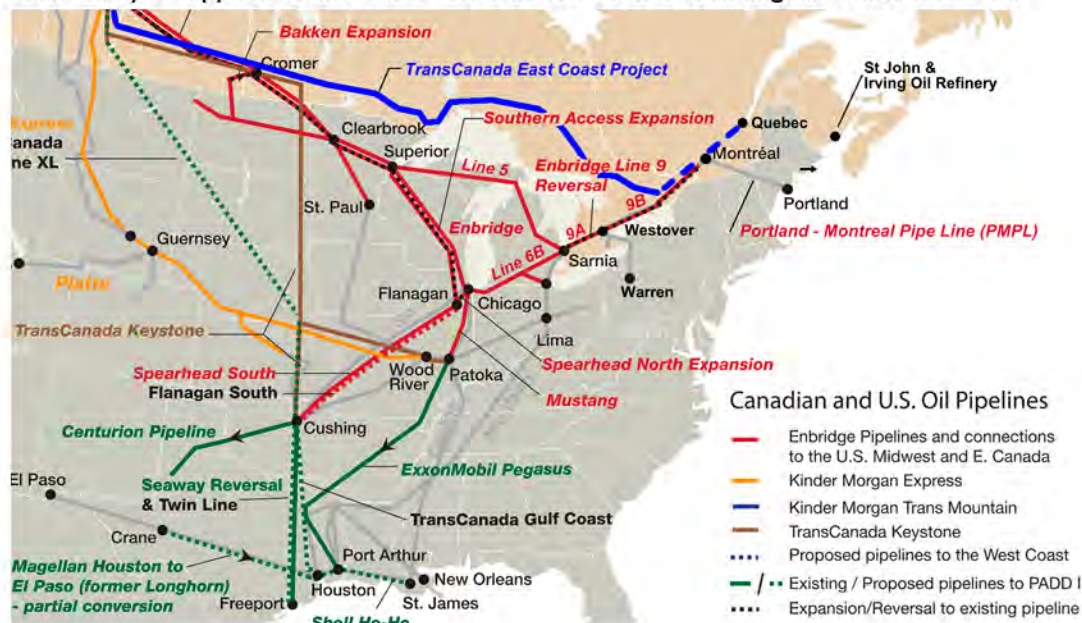 Bakken Expansion
Cromer
TransCanada East Coast Project
St John &
Irving Oil Refinery
Express
Clearbrook
Southern Access Expansion
Quebec
Superior
Enbridge Line 9
Reversal
Montréal
ne XL
Line 5
9B
St. Paul
Portland
Enbridge
9A
Westover
Portland - Montreal Pipe Line (PMPL)
Guernsey
Line 6B
Sarnia
Platte
Flanagan
Chicago
Warren
TransCanada Keystone
Lima
Wood
River
Patoka
Spearhead North Expansion
Spearhead South
Flanagan South
Mustang
Cushing
Centurion Pipeline
ExxonMobil Pegasus
El Paso
Seaway Reversal
& Twin Line
TransCanada Gulf Coast
Crane
Port Arthur
Magellan Houston to
El Paso (former Longhorn)
- partial conversion
Houston
New Orleans
St. James
Freeport
Canadian and U.S. Oil Pipelines
Enbridge Pipelines and connections
to the U.S. Midwest and E. Canada
Kinder Morgan Express
Kinder Morgan Trans Mountain
TransCanada Keystone
Proposed pipelines to the West Coast
/ Existing / Proposed pipelines to PADD I
Expansion/Reversal to existing pipeline